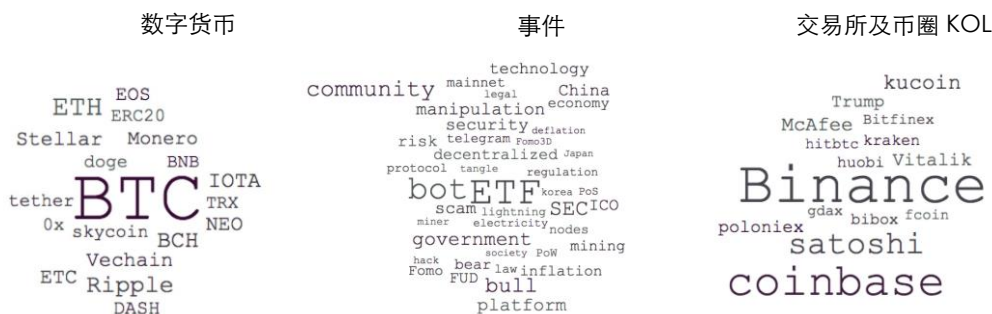 数字货币
事件
交易所及币圈 KOL
EOS
ETH
ERC20
Stellar Monero
doge BNB
BTC
IOTA
tether
TRX
0x skycoin
NEO
BCH
Vechain
ETC Ripple
DASH
technology
community
mainnet
legal
China
manipulation
economy
security
deflation
risk
telegram
Fomo3D
decentralized
Japan
protocol
tangle
regulation
bot
ETF
korea
PoS
scam
lightning
SEC
ICO
miner
electricity
nodes
government
mining
society
PoW
hack
Fomo
bear
law
inflation
FUD
bull
platform
kucoin
Trump
McAfee
Bitfinex
hitbtc
kraken
huobi
Vitalik
Binance
gdax
bibox
fcoin
poloniex
satoshi
coinbase